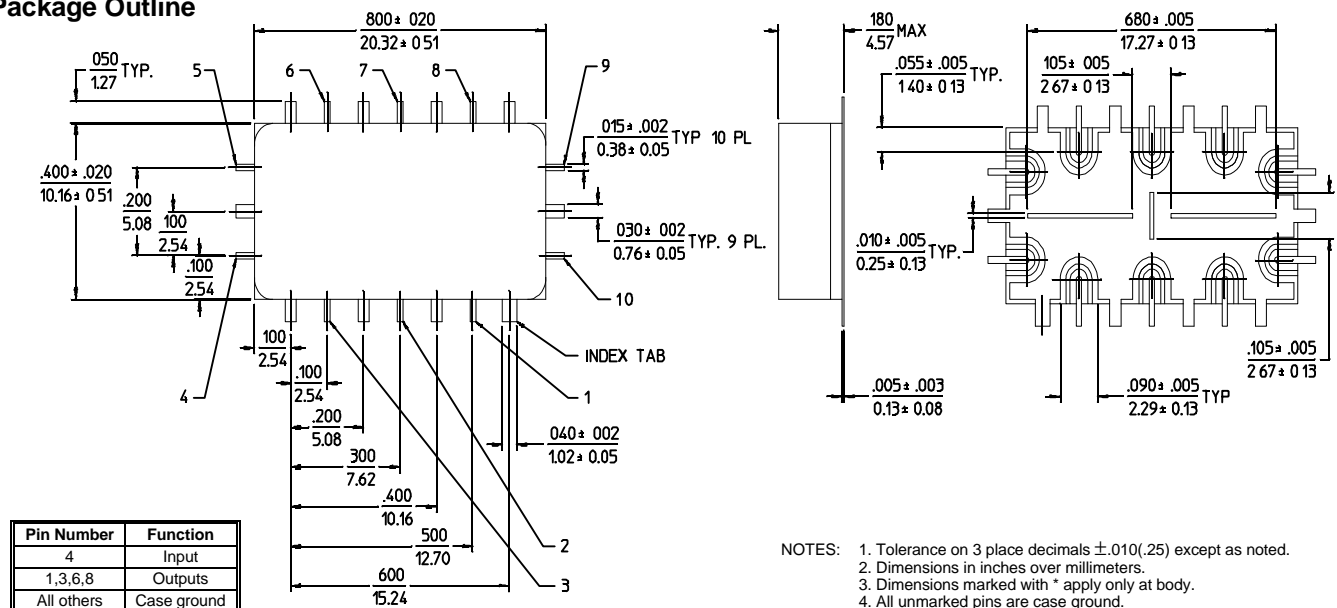 Package Outline
800± 020
20.32± 0 51
050
1.27
TYP.
5
6
7
8
9
.400± .020
10.16± 0 51
.200
5.08
100
2.54
.100
2.54
015± .002
0.38± 0.05
TYP 10 PL
030± 002
0.76± 0.05
TYP. 9 PL.
10
INDEX TAB
4
1
100
2.54
.100
2.54
.200
5.08
300
7.62
.400
10.16
500
12.70
600
15.24
040± 002
1.02± 0.05
2
3
180
4.57
MAX
.005± .003
0.13± 0.08
680± .005
17.27± 0 13
.055± .005
1 40± 0 13
TYP.
105± 005
2 67± 0 13
.010± .005
0.25± 0.13
TYP.
.105± .005
2 67± 0 13
.090± .005
2.29± 0.13
TYP
Pin Number Function
4 Input
1,3,6,8 Outputs
All others Case ground
NOTES: 1. Tolerance on 3 place decimals ±.010(.25) except as noted.
2. Dimensions in inches over millimeters.
3. Dimensions marked with * apply only at body.
4. All unmarked pins are case ground.